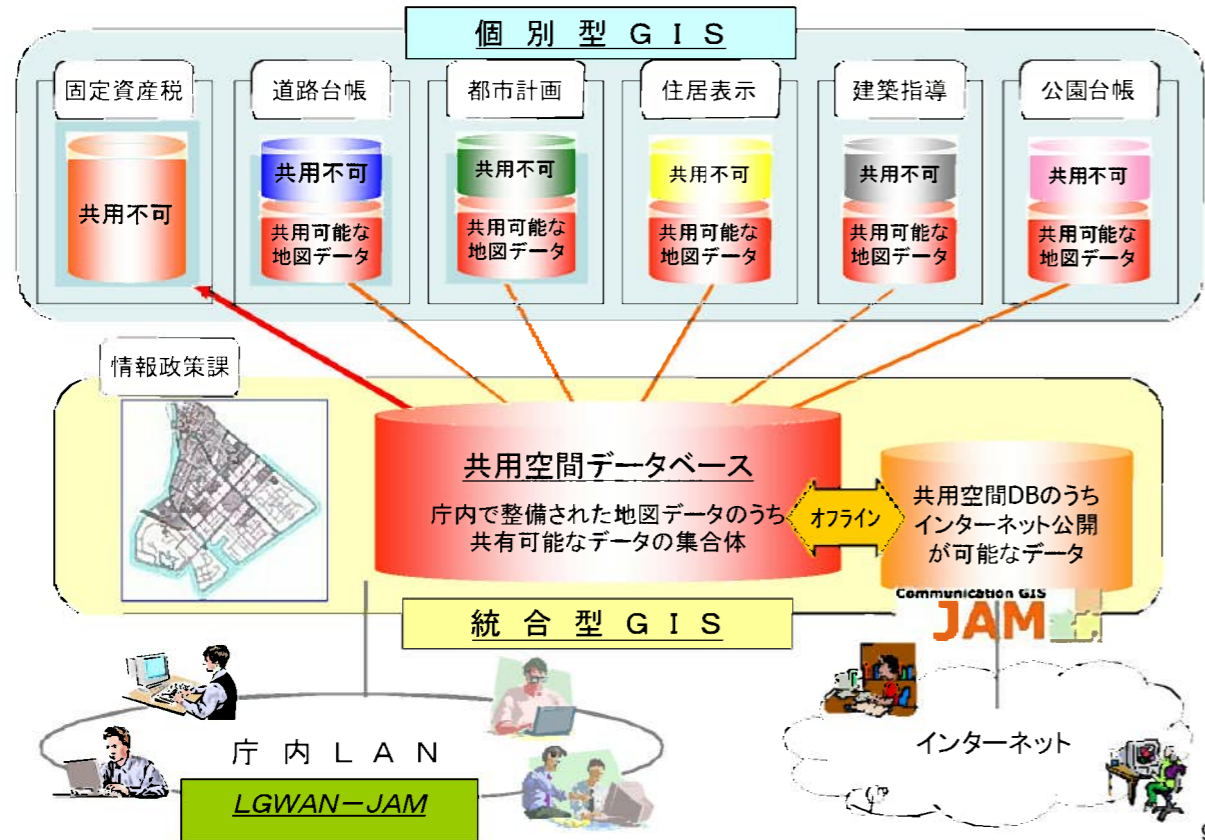 個別型ＧＩＳ
固定資産税
道路台帳
都市計画
住居表示
建築指導
公園台帳
共用不可
共用不可
共用可能な
地図データ
共用不可
共用可能な
地図データ
共用不可
共用可能な
地図データ
共用不可
共用可能な
地図データ
共用不可
共用可能な
地図データ
情報政策課
共用空間データベース
庁内で整備された地図データのうち
共有可能なデータの集合体
オフライン
共用空間DBのうち
インターネット公開
が可能なデータ
Communication GIS
JAM
統合型ＧＩＳ
庁内ＬＡＮ
LGWAN－JAM
インターネット
9